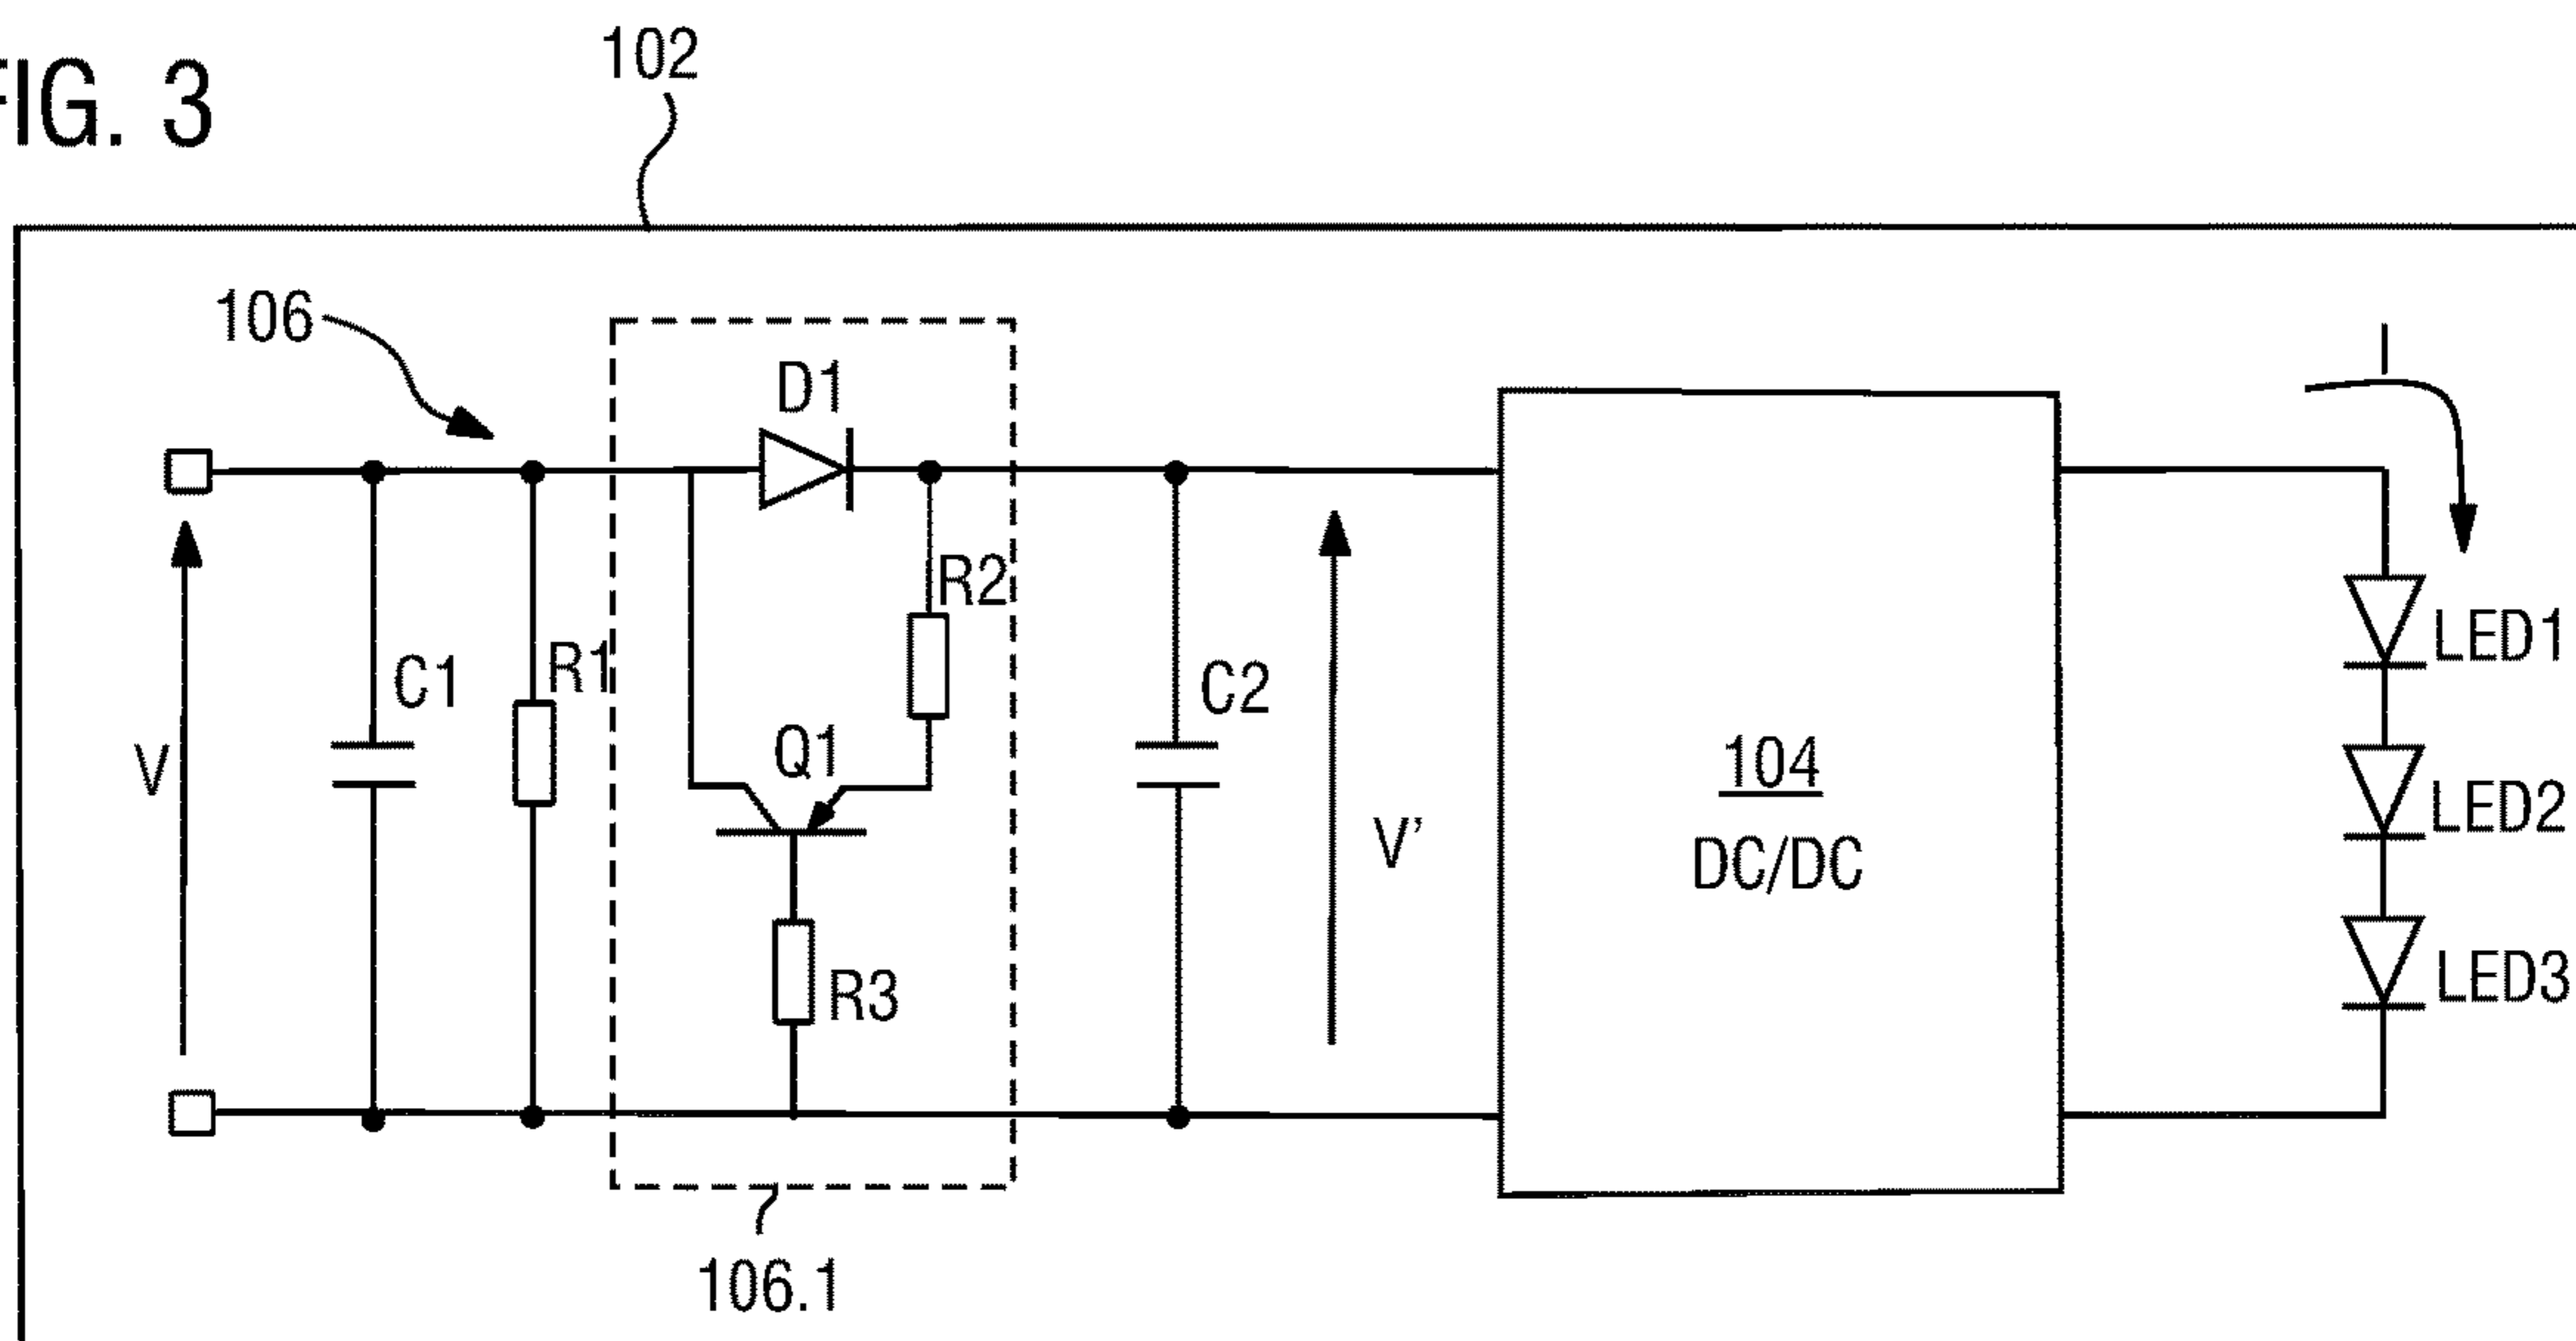 FIG. 3
102
106
D1
R2
R1
C1
C2
Q1
V
V'
104
DC/DC
R3
LED1
LED2
LED3
106.1